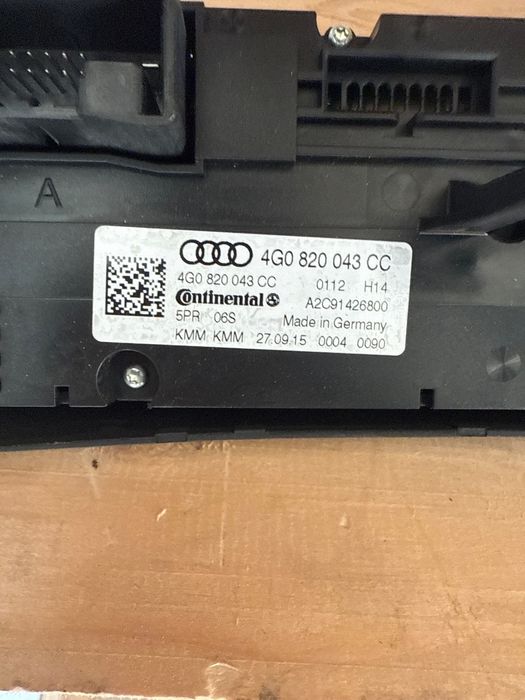 A
4G0 820 043 CC
4G0 820 043 CC 0112 H14
Continental A2C91426800
5PR 06S Made in Germany
KMM KMM 27.09.15 0004 0090